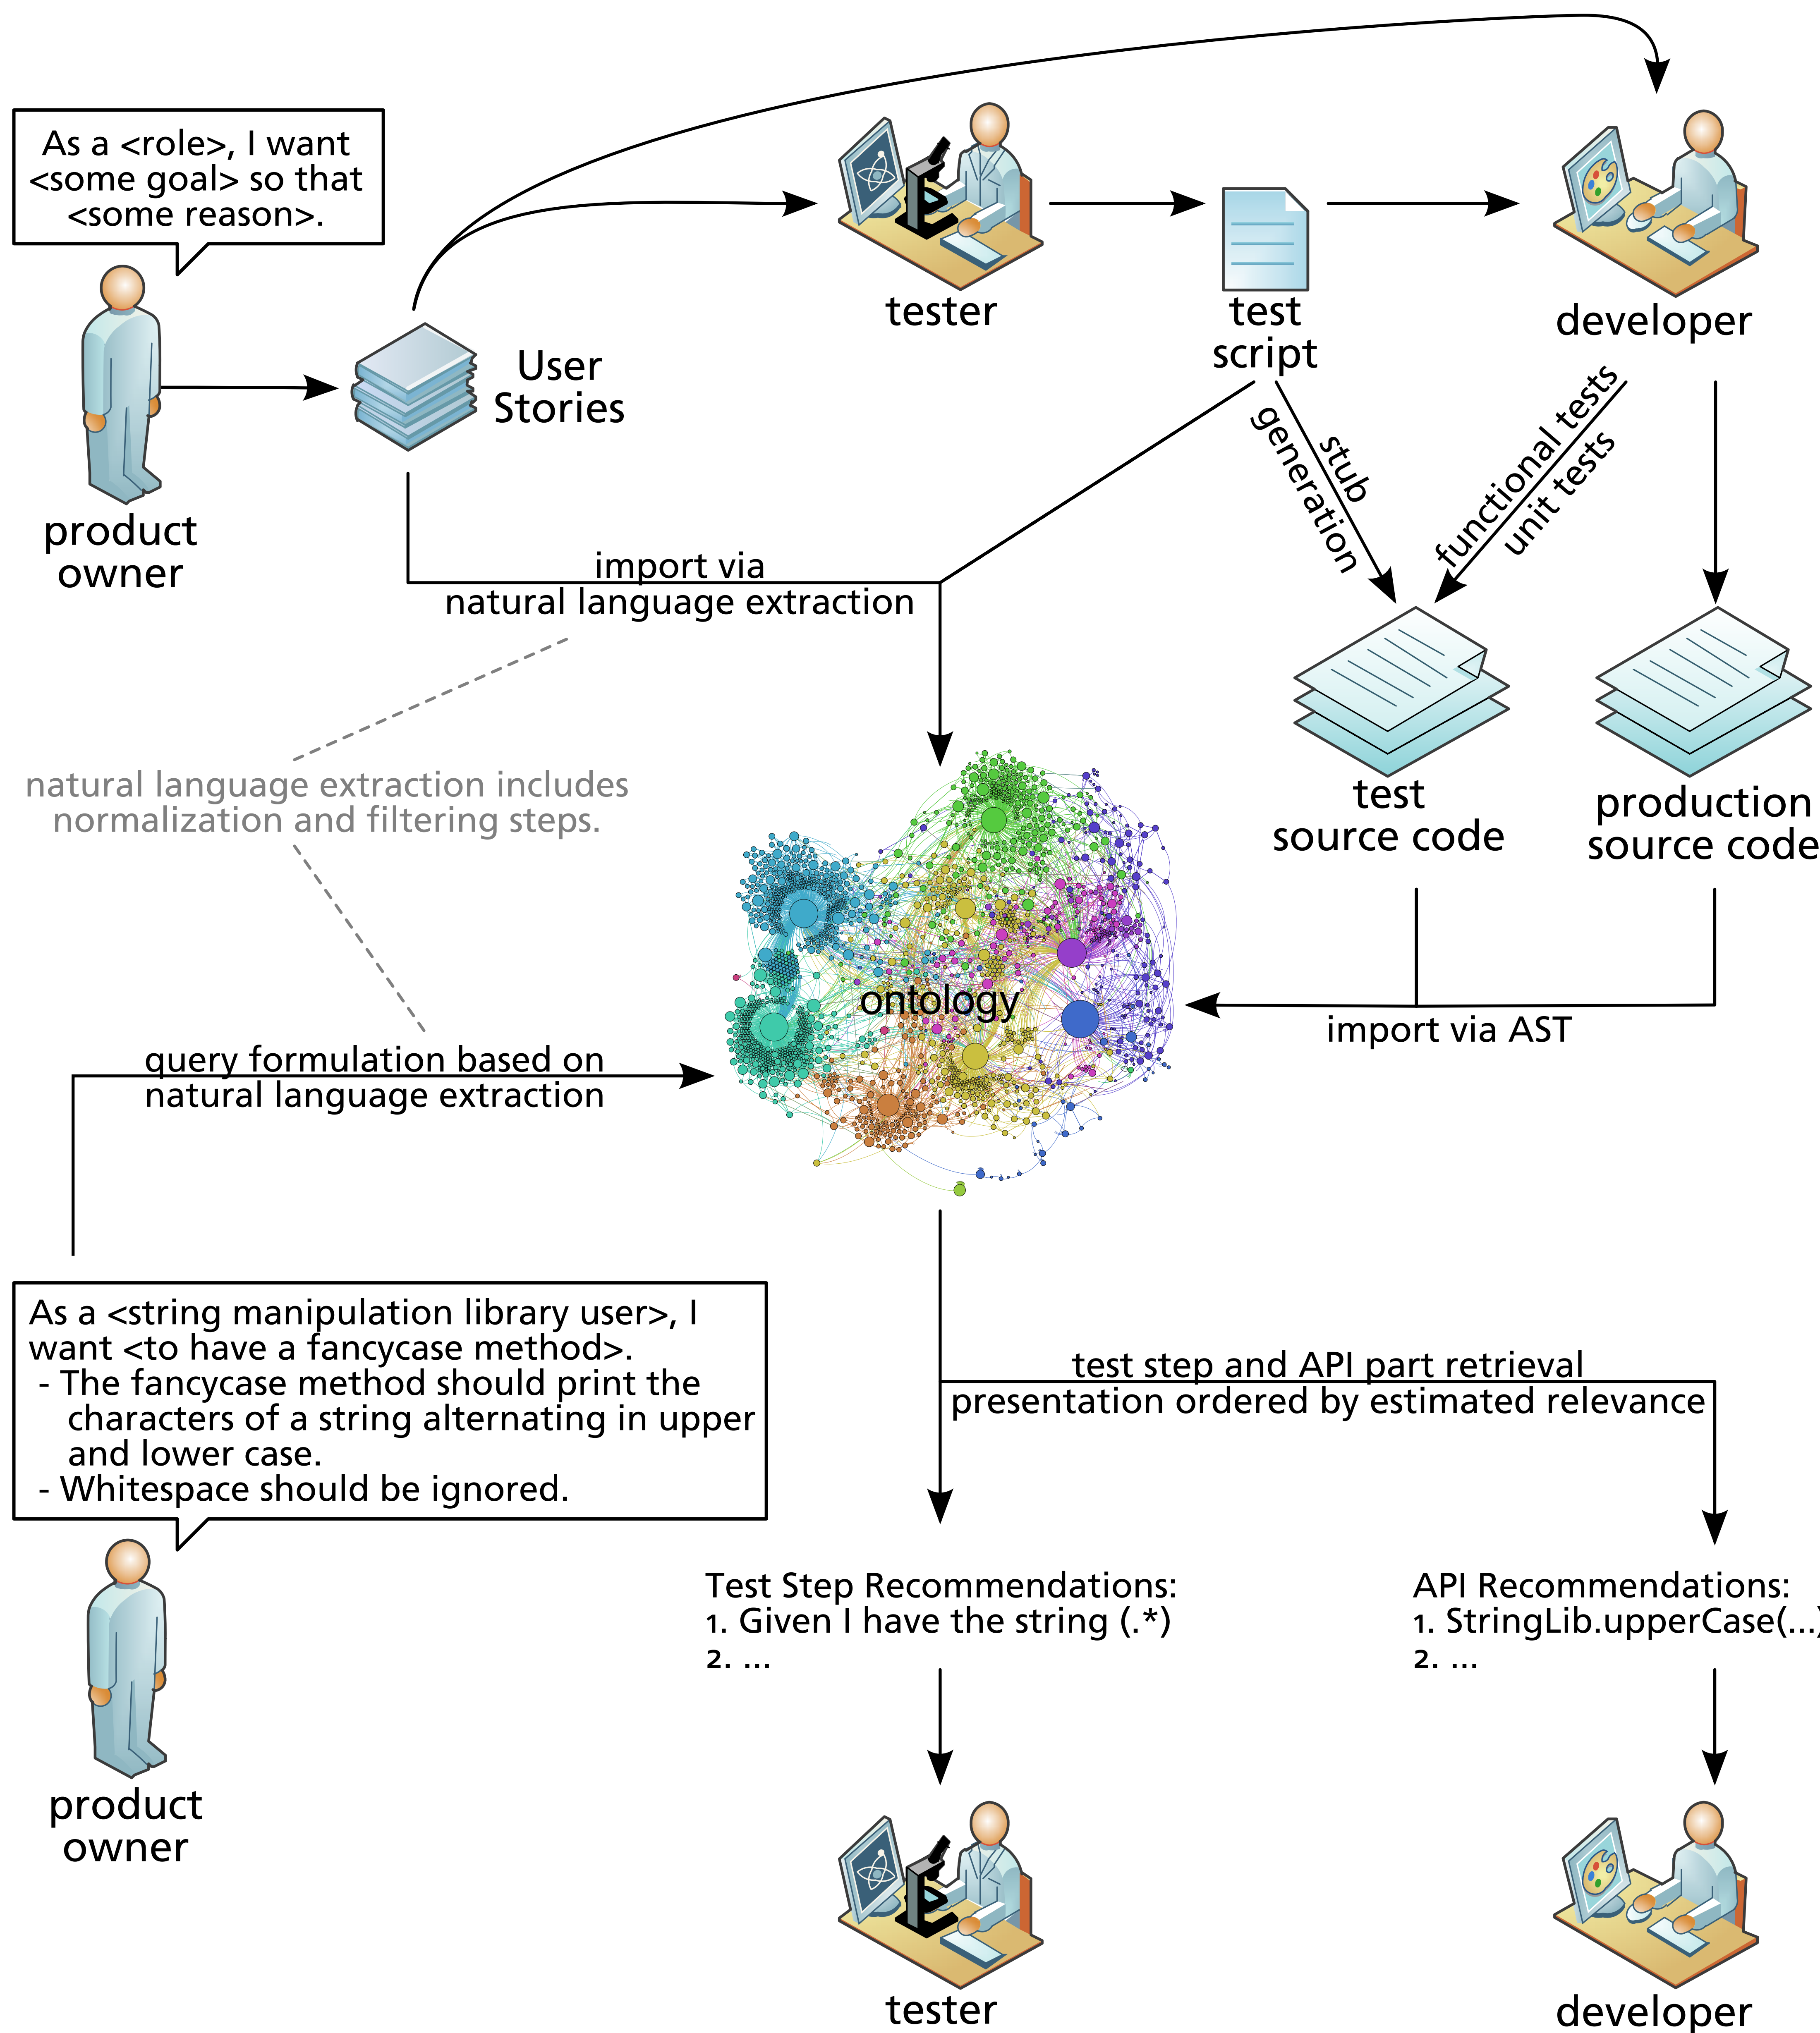 As a <role>, I want
<some goal> so that
<some reason>.
product
owner
User
Stories
tester
test
script
developer
stub
generation
functional tests
unit tests
import via
natural language extraction
natural language extraction includes
normalization and filtering steps.
test
source code
production
source code
ontology
import via AST
query formulation based on
natural language extraction
As a <string manipulation library user>, I
want <to have a fancycase method>.
- The fancycase method should print the
characters of a string alternating in upper
and lower case.
- Whitespace should be ignored.
product
owner
test step and API part retrieval
presentation ordered by estimated relevance
Test Step Recommendations:
1. Given I have the string (.*)
2. ...
API Recommendations:
1. StringLib.upperCase(...)
2. ...
tester
developer